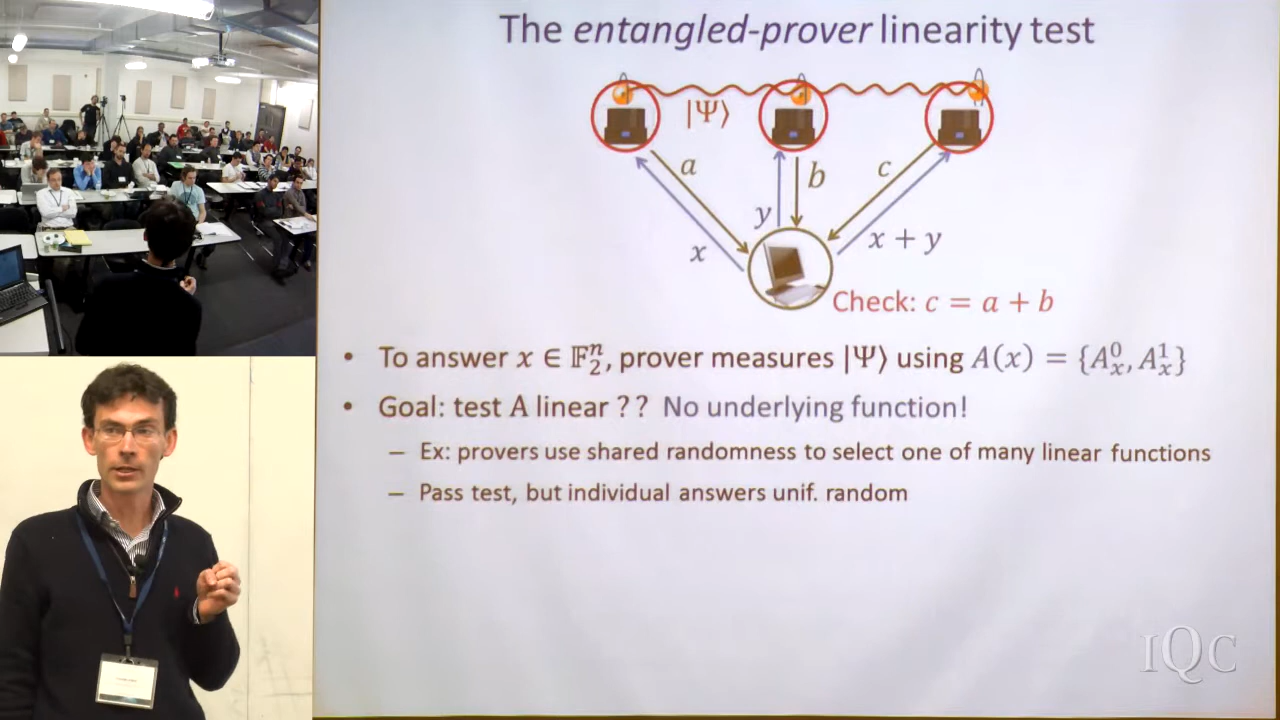 The entangled-prover linearity test
|Ψ⟩
a
b
c
y
x
x + y
Check: c = a + b
• To answer x ∈ 𝔽₂ⁿ, prover measures |Ψ⟩ using A(x) = {A⁰ₓ, A¹ₓ}
• Goal: test A linear ?? No underlying function!
– Ex: provers use shared randomness to select one of many linear functions
– Pass test, but individual answers unif. random
IQC